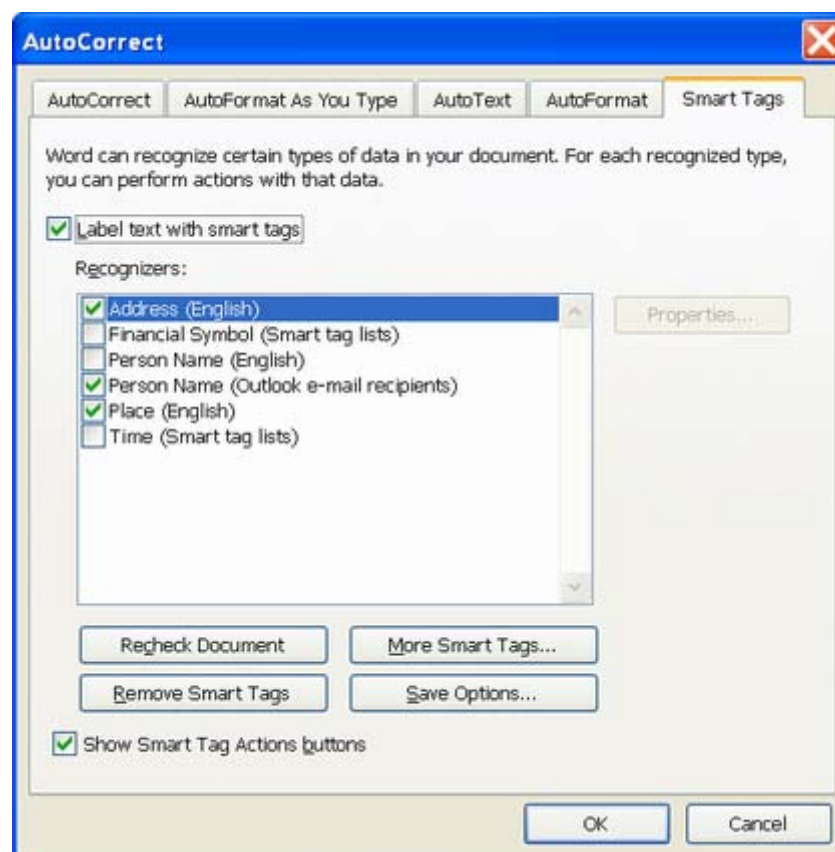 AutoCorrect
AutoCorrect AutoFormat As You Type AutoText AutoFormat Smart Tags
Word can recognize certain types of data in your document. For each recognized type,
you can perform actions with that data.
Label text with smart tags
Recognizers:
Address (English)
Financial Symbol (Smart tag lists)
Person Name (English)
Person Name (Outlook e-mail recipients)
Place (English)
Time (Smart tag lists)
Properties...
Recheck Document More Smart Tags...
Remove Smart Tags Save Options...
Show Smart Tag Actions buttons
OK Cancel